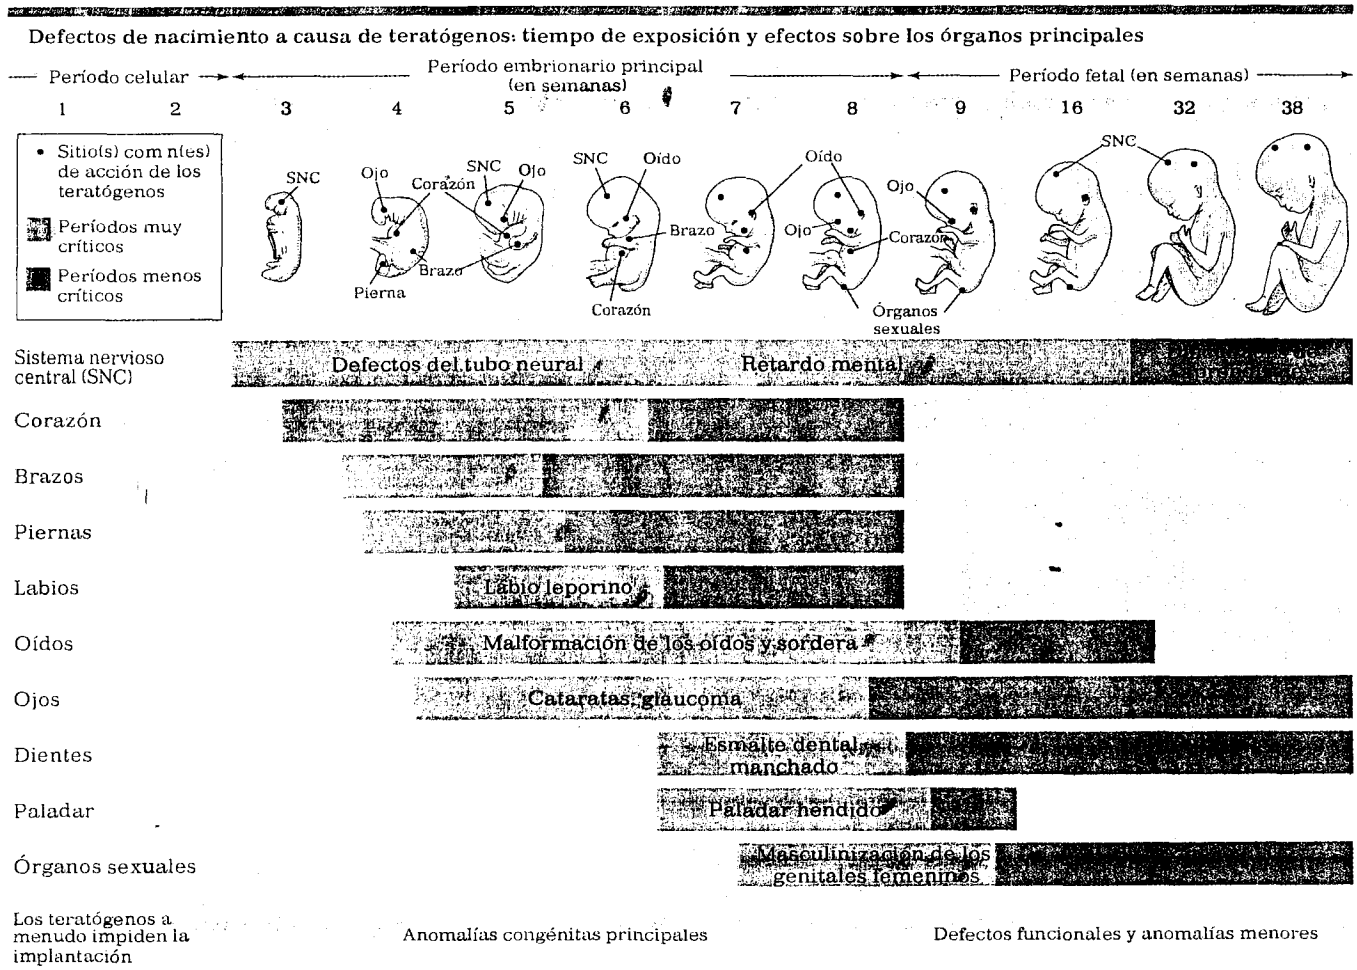 Defectos de nacimiento a causa de teratógenos: tiempo de exposición y efectos sobre los órganos principales
Período celular
Período embrionario principal
(en semanas)
Período fetal (en semanas)
1 2 3 4 5 6 7 8 9 16 32 38
Sitio(s) com n(es)
de acción de los
teratógenos
Períodos muy
críticos
Períodos menos
críticos
SNC
Ojo
Corazón
SNC
Ojo
Brazo
Pierna
SNC
Oído
Brazo
Corazón
Oído
Ojo
Corazón
Ojo
Órganos
sexuales
SNC
Sistema nervioso
central (SNC)
Defectos del tubo neural
Retardo mental
Corazón
Brazos
Piernas
Labios
Labio leporino
Oídos
Malformación de los oídos y sordera
Ojos
Cataratas, glaucoma
Dientes
Esmalte dental
manchado
Paladar
Paladar hendido
Órganos sexuales
Masculinización de los
genitales femeninos
Los teratógenos a
menudo impiden la
implantación
Anomalías congénitas principales
Defectos funcionales y anomalías menores